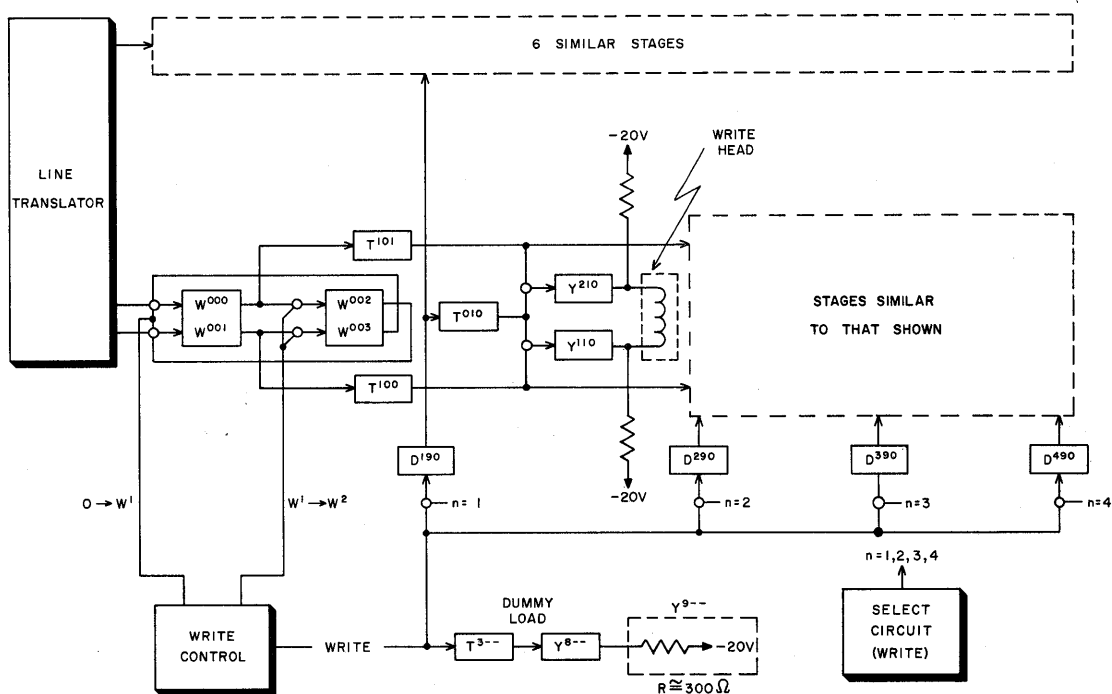 6 SIMILAR STAGES
LINE
TRANSLATOR
-20V
WRITE
HEAD
T¹⁰¹
W⁰⁰⁰
W⁰⁰²
W⁰⁰¹
W⁰⁰³
T⁰¹⁰
Y²¹⁰
Y¹¹⁰
STAGES SIMILAR
TO THAT SHOWN
T¹⁰⁰
D¹⁹⁰
D²⁹⁰
D³⁹⁰
D⁴⁹⁰
-20V
O → W¹
W¹ → W²
n = 1
n = 2
n = 3
n = 4
n = 1,2,3,4
WRITE
CONTROL
WRITE
DUMMY
LOAD
T³⁻⁻
Y⁸⁻⁻
Y⁹⁻⁻
-20V
R ≅ 300 Ω
SELECT
CIRCUIT
(WRITE)